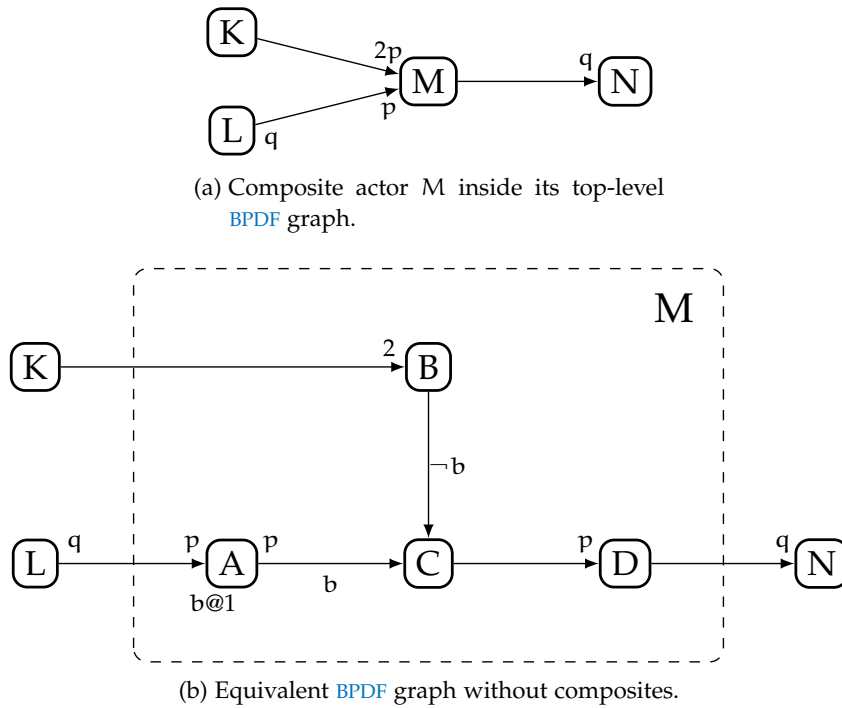 K
2p
M
q
N
p
L
q
(a) Composite actor M inside its top-level
BPDF graph.
M
K
2
B
¬ b
L
q
p
A
p
b@1
b
C
p
D
q
N
(b) Equivalent BPDF graph without composites.